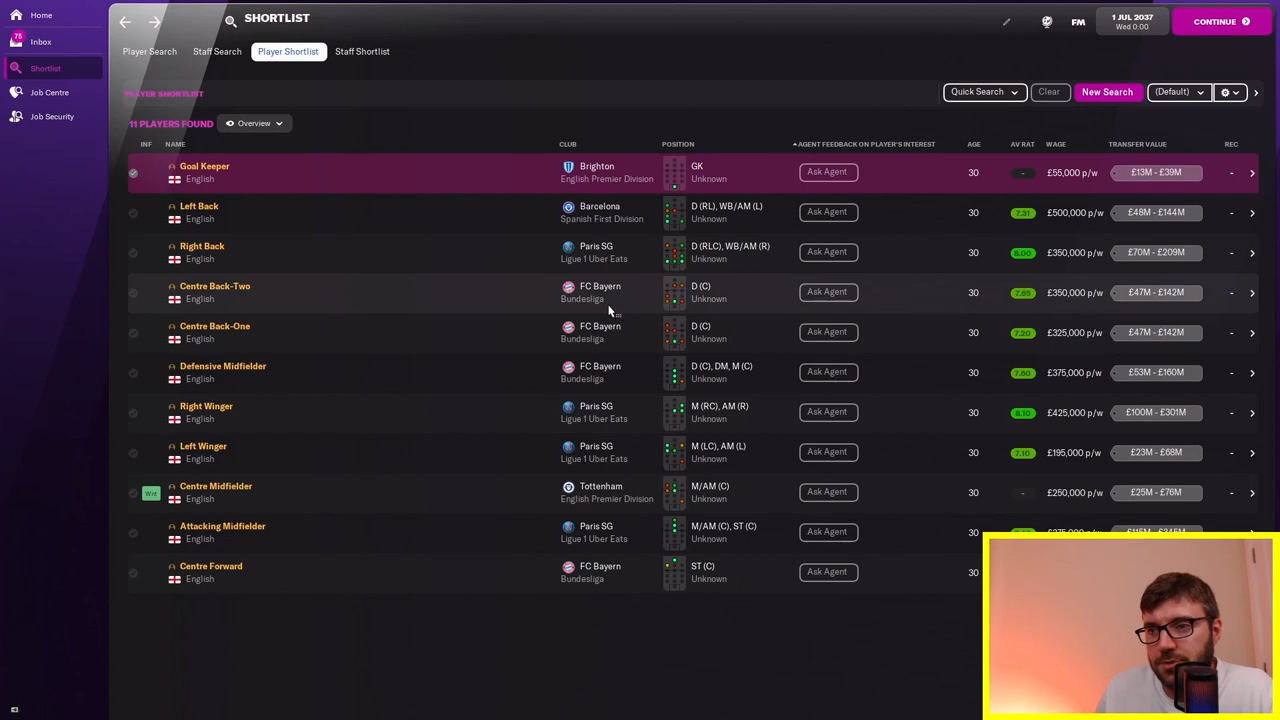 Home
75
Inbox
Shortlist
Job Centre
Job Security
SHORTLIST
FM
1 JUL 2037
Wed 0:00
CONTINUE
Player Search Staff Search Player Shortlist Staff Shortlist
PLAYER SHORTLIST
Quick Search Clear New Search (Default)
11 PLAYERS FOUND Overview
INF NAME CLUB POSITION AGENT FEEDBACK ON PLAYER'S INTEREST AGE AV RAT WAGE TRANSFER VALUE REC
Goal Keeper Brighton GK
English English Premier Division Unknown Ask Agent 30 - £55,000 p/w £13M - £39M -
Left Back Barcelona D (RL), WB/AM (L)
English Spanish First Division Unknown Ask Agent 30 7.31 £500,000 p/w £48M - £144M -
Right Back Paris SG D (RLC), WB/AM (R)
English Ligue 1 Uber Eats Unknown Ask Agent 30 8.00 £350,000 p/w £70M - £209M -
Centre Back-Two FC Bayern D (C)
English Bundesliga Unknown Ask Agent 30 7.65 £350,000 p/w £47M - £142M -
Centre Back-One FC Bayern D (C)
English Bundesliga Unknown Ask Agent 30 7.20 £325,000 p/w £47M - £142M -
Defensive Midfielder FC Bayern D (C), DM, M (C)
English Bundesliga Unknown Ask Agent 30 7.60 £375,000 p/w £53M - £160M -
Right Winger Paris SG M (RC), AM (R)
English Ligue 1 Uber Eats Unknown Ask Agent 30 8.10 £425,000 p/w £100M - £301M -
Left Winger Paris SG M (LC), AM (L)
English Ligue 1 Uber Eats Unknown Ask Agent 30 7.10 £195,000 p/w £23M - £68M -
Wnt Centre Midfielder Tottenham M/AM (C)
English English Premier Division Unknown Ask Agent 30 - £250,000 p/w £25M - £76M -
Attacking Midfielder Paris SG M/AM (C), ST (C)
English Ligue 1 Uber Eats Unknown Ask Agent 30
Centre Forward FC Bayern ST (C)
English Bundesliga Unknown Ask Agent 30